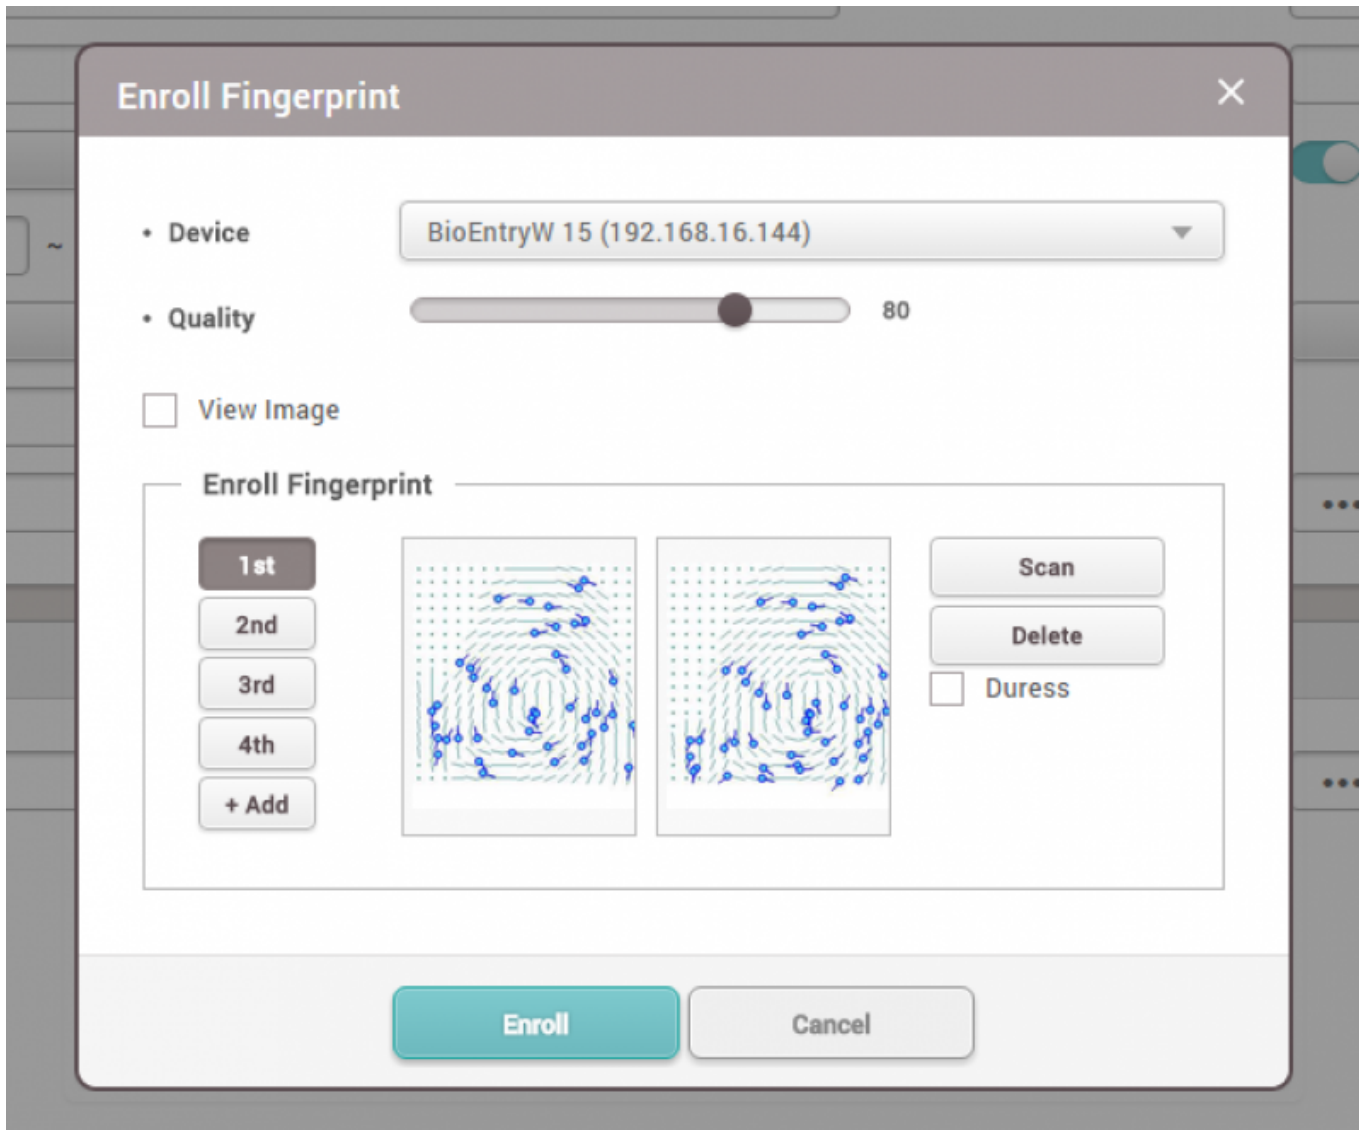 Enroll Fingerprint
~
• Device
BioEntryW 15 (192.168.16.144)
• Quality
80
View Image
Enroll Fingerprint
1st
2nd
3rd
4th
+ Add
Scan
Delete
Duress
Enroll
Cancel